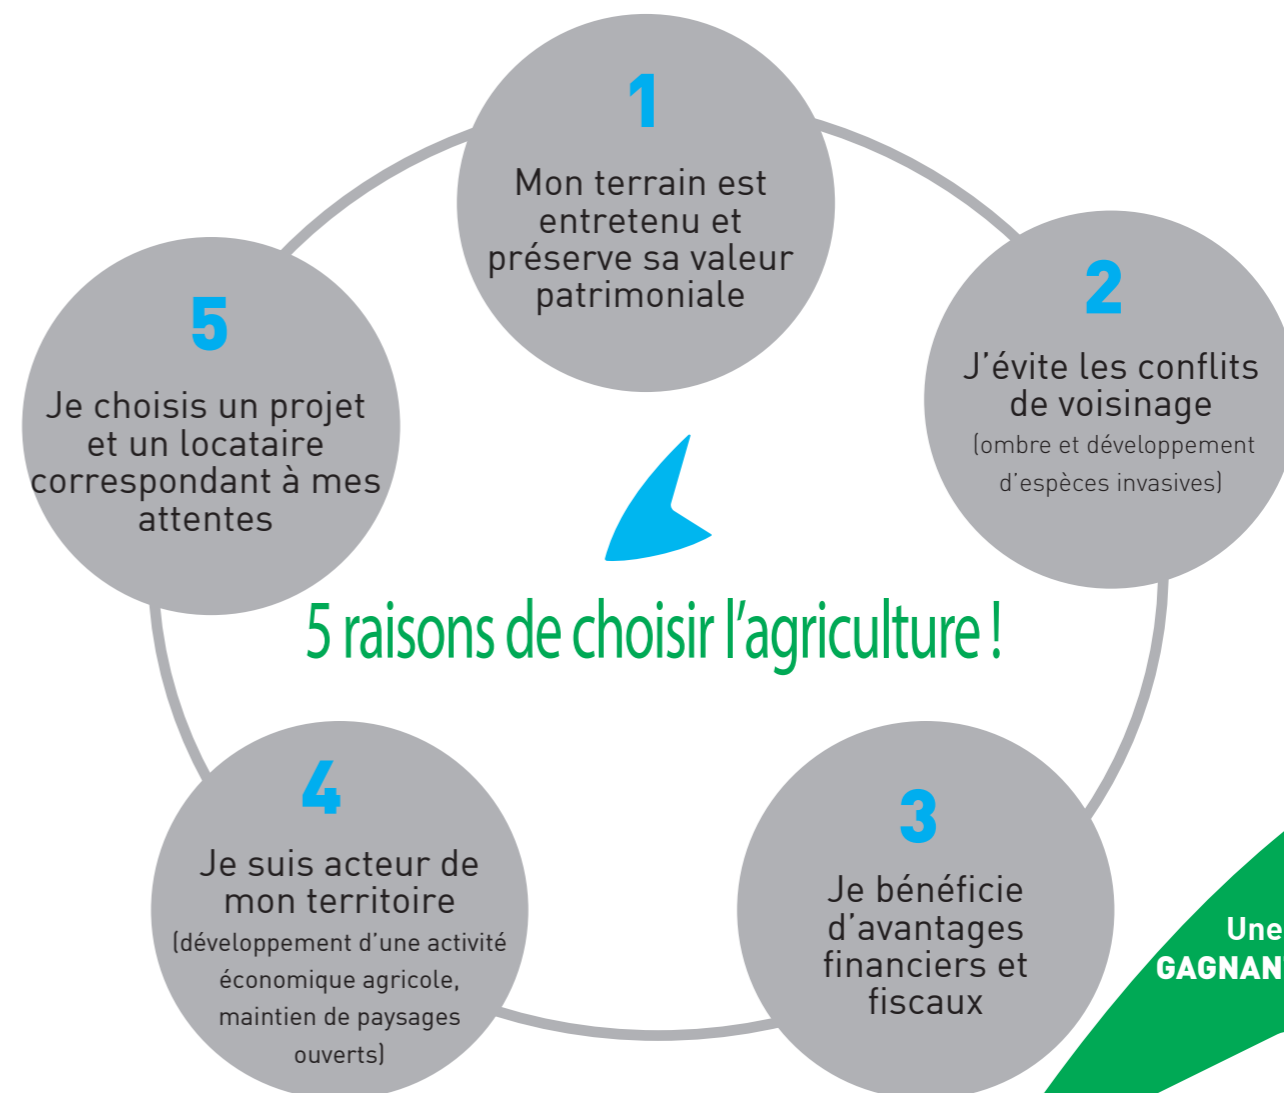 1
Mon terrain est
entretenu et
préserve sa valeur
patrimoniale
2
J'évite les conflits
de voisinage
(ombre et développement
d'espèces invasives)
3
Je bénéficie
d'avantages
financiers et
fiscaux
4
Je suis acteur de
mon territoire
(développement d'une activité
économique agricole,
maintien de paysages
ouverts)
5
Je choisis un projet
et un locataire
correspondant à mes
attentes
5 raisons de choisir l'agriculture !
Une